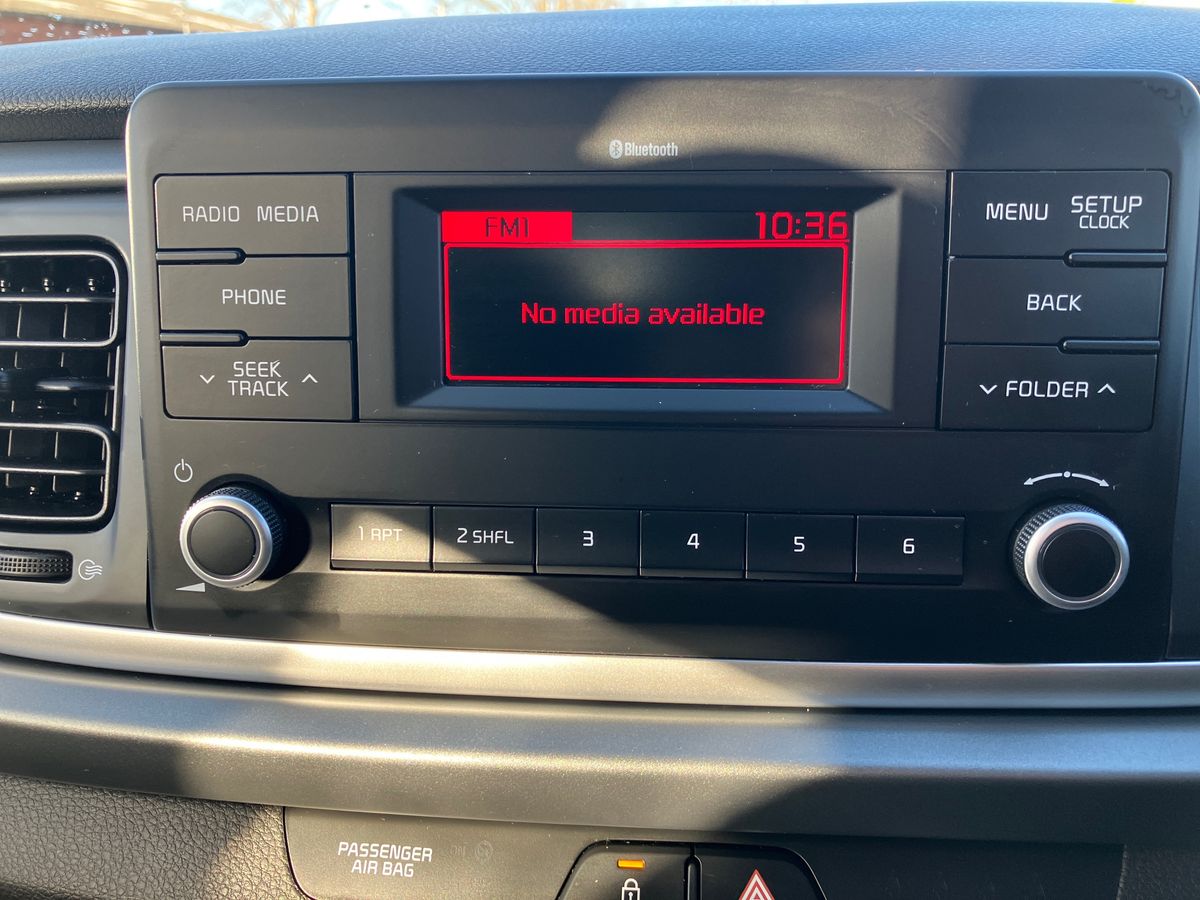 Bluetooth
RADIO MEDIA
PHONE
SEEK
TRACK
FM1 10:36
No media available
MENU SETUP
CLOCK
BACK
FOLDER
1 RPT 2 SHFL 3 4 5 6
PASSENGER
AIR BAG
ON